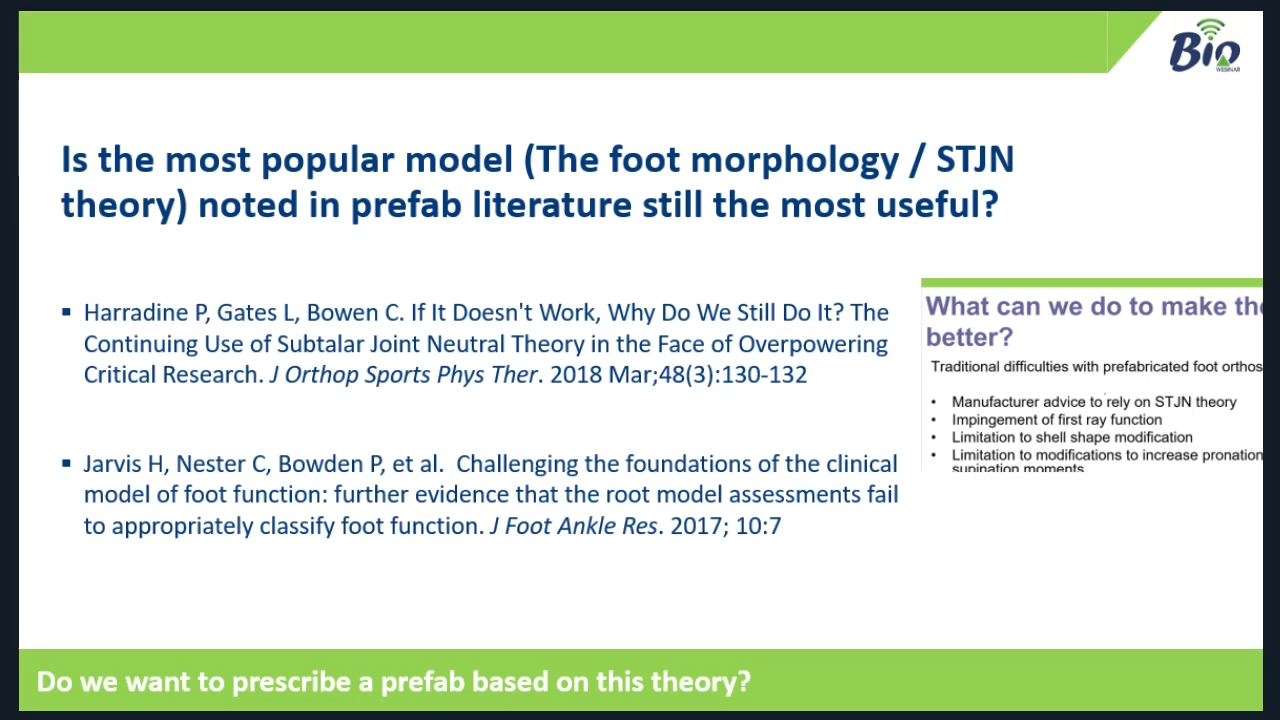 Bio
WEBINAR
Is the most popular model (The foot morphology / STJN
theory) noted in prefab literature still the most useful?
▪ Harradine P, Gates L, Bowen C. If It Doesn't Work, Why Do We Still Do It? The
Continuing Use of Subtalar Joint Neutral Theory in the Face of Overpowering
Critical Research. J Orthop Sports Phys Ther. 2018 Mar;48(3):130-132
▪ Jarvis H, Nester C, Bowden P, et al.  Challenging the foundations of the clinical
model of foot function: further evidence that the root model assessments fail
to appropriately classify foot function. J Foot Ankle Res. 2017; 10:7
What can we do to make the
better?
Traditional difficulties with prefabricated foot orthos
• Manufacturer advice to rely on STJN theory
• Impingement of first ray function
• Limitation to shell shape modification
• Limitation to modifications to increase pronation
supination moments
Do we want to prescribe a prefab based on this theory?